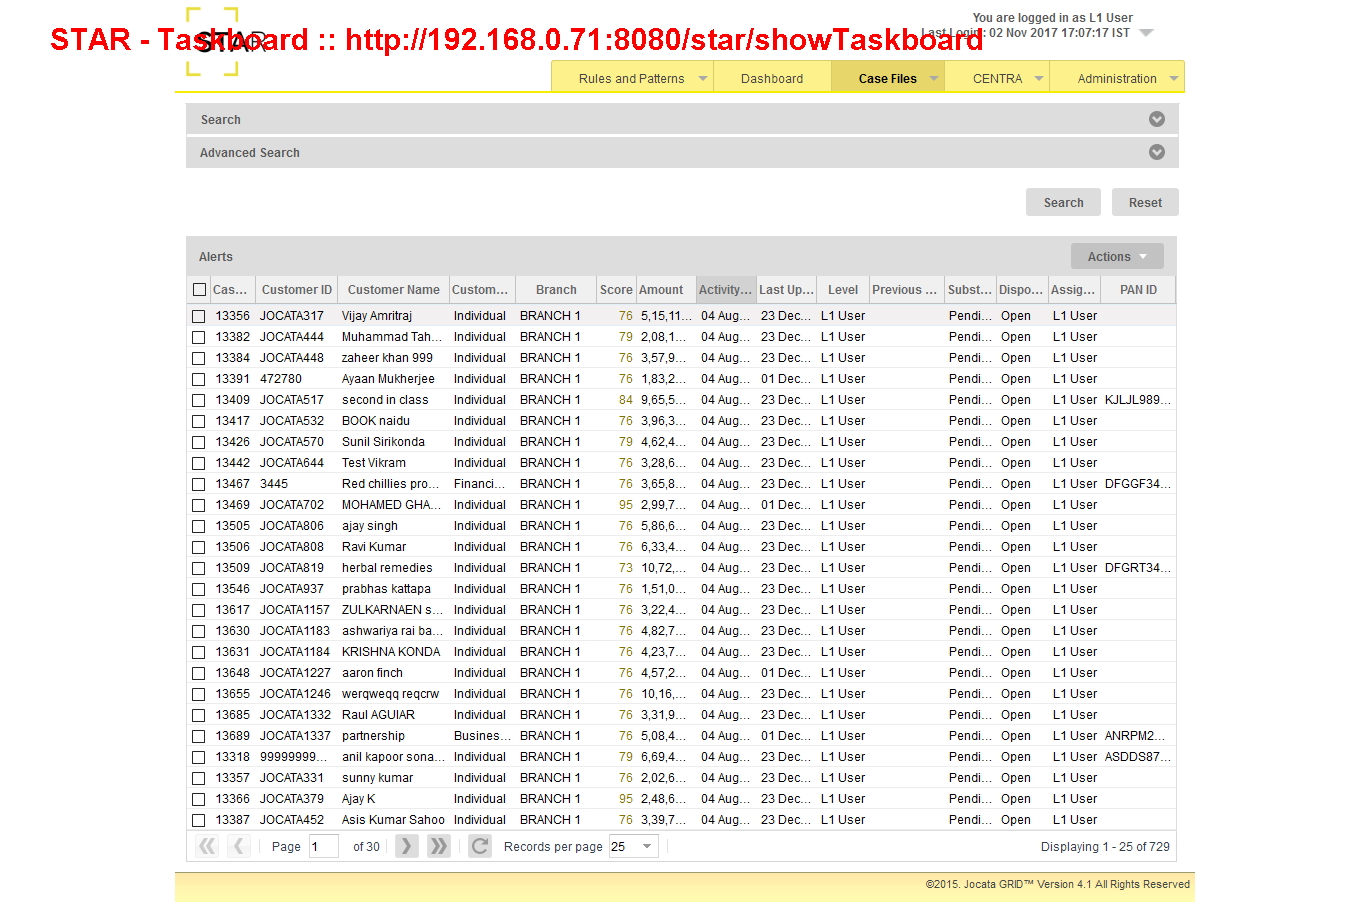 You are logged in as L1 User
STAR - Taskboard :: http://192.168.0.71:8080/star/showTaskboard
STAR
Last Login : 02 Nov 2017 17:07:17 IST
Rules and Patterns Dashboard Case Files CENTRA Administration
Search
Advanced Search
Search Reset
Alerts Actions
Cas... Customer ID Customer Name Custom... Branch Score Amount Activity... Last Up... Level Previous ... Subst... Dispo... Assig... PAN ID
13356 JOCATA317 Vijay Amritraj Individual BRANCH 1 76 5,15,11... 04 Aug... 23 Dec... L1 User Pendi... Open L1 User
13382 JOCATA444 Muhammad Tah... Individual BRANCH 1 79 2,08,1... 04 Aug... 23 Dec... L1 User Pendi... Open L1 User
13384 JOCATA448 zaheer khan 999 Individual BRANCH 1 76 3,57,9... 04 Aug... 23 Dec... L1 User Pendi... Open L1 User
13391 472780 Ayaan Mukherjee Individual BRANCH 1 76 1,83,2... 04 Aug... 01 Dec... L1 User Pendi... Open L1 User
13409 JOCATA517 second in class Individual BRANCH 1 84 9,65,5... 04 Aug... 23 Dec... L1 User Pendi... Open L1 User KJLJL989...
13417 JOCATA532 BOOK naidu Individual BRANCH 1 76 3,96,3... 04 Aug... 23 Dec... L1 User Pendi... Open L1 User
13426 JOCATA570 Sunil Sirikonda Individual BRANCH 1 79 4,62,4... 04 Aug... 23 Dec... L1 User Pendi... Open L1 User
13442 JOCATA644 Test Vikram Individual BRANCH 1 76 3,28,6... 04 Aug... 23 Dec... L1 User Pendi... Open L1 User
13467 3445 Red chillies pro... Financi... BRANCH 1 76 3,65,8... 04 Aug... 23 Dec... L1 User Pendi... Open L1 User DFGGF34...
13469 JOCATA702 MOHAMED GHA... Individual BRANCH 1 95 2,99,7... 04 Aug... 01 Dec... L1 User Pendi... Open L1 User
13505 JOCATA806 ajay singh Individual BRANCH 1 76 5,86,6... 04 Aug... 23 Dec... L1 User Pendi... Open L1 User
13506 JOCATA808 Ravi Kumar Individual BRANCH 1 76 6,33,4... 04 Aug... 23 Dec... L1 User Pendi... Open L1 User
13509 JOCATA819 herbal remedies Individual BRANCH 1 73 10,72,... 04 Aug... 23 Dec... L1 User Pendi... Open L1 User DFGRT34...
13546 JOCATA937 prabhas kattapa Individual BRANCH 1 76 1,51,0... 04 Aug... 23 Dec... L1 User Pendi... Open L1 User
13617 JOCATA1157 ZULKARNAEN s... Individual BRANCH 1 76 3,22,4... 04 Aug... 23 Dec... L1 User Pendi... Open L1 User
13630 JOCATA1183 ashwariya rai ba... Individual BRANCH 1 76 4,82,7... 04 Aug... 23 Dec... L1 User Pendi... Open L1 User
13631 JOCATA1184 KRISHNA KONDA Individual BRANCH 1 76 4,23,7... 04 Aug... 23 Dec... L1 User Pendi... Open L1 User
13648 JOCATA1227 aaron finch Individual BRANCH 1 76 4,57,2... 04 Aug... 01 Dec... L1 User Pendi... Open L1 User
13655 JOCATA1246 werqweqq reqcrw Individual BRANCH 1 76 10,16,... 04 Aug... 23 Dec... L1 User Pendi... Open L1 User
13685 JOCATA1332 Raul AGUIAR Individual BRANCH 1 76 3,31,9... 04 Aug... 23 Dec... L1 User Pendi... Open L1 User
13689 JOCATA1337 partnership Busines... BRANCH 1 76 5,08,4... 04 Aug... 01 Dec... L1 User Pendi... Open L1 User ANRPM2...
13318 99999999... anil kapoor sona... Individual BRANCH 1 79 6,69,4... 04 Aug... 23 Dec... L1 User Pendi... Open L1 User ASDDS87...
13357 JOCATA331 sunny kumar Individual BRANCH 1 76 2,02,6... 04 Aug... 23 Dec... L1 User Pendi... Open L1 User
13366 JOCATA379 Ajay K Individual BRANCH 1 95 2,48,6... 04 Aug... 23 Dec... L1 User Pendi... Open L1 User
13387 JOCATA452 Asis Kumar Sahoo Individual BRANCH 1 76 3,39,7... 04 Aug... 23 Dec... L1 User Pendi... Open L1 User
Page 1 of 30 Records per page 25 Displaying 1 - 25 of 729
©2015. Jocata GRID™ Version 4.1 All Rights Reserved